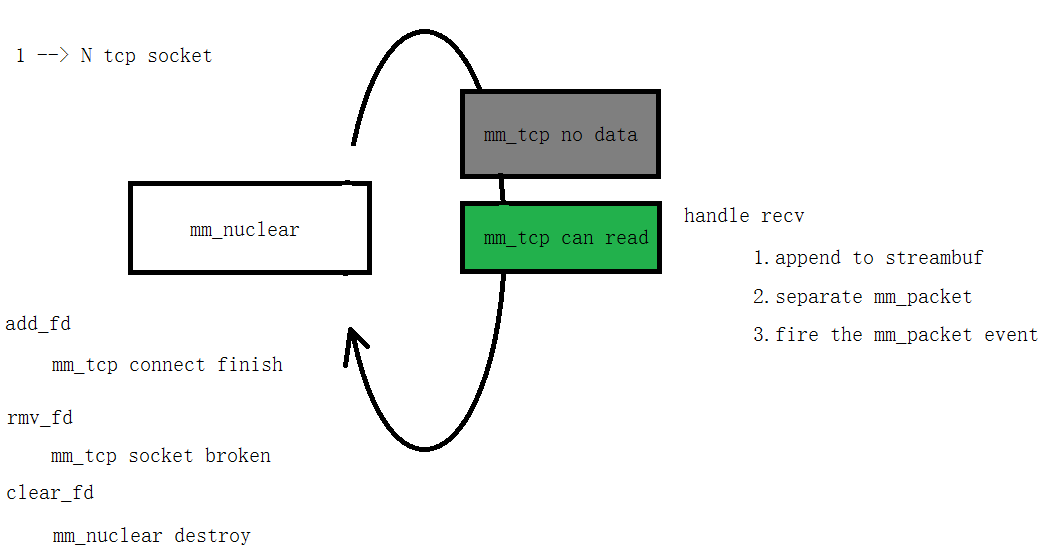 1 --> N tcp socket
mm_tcp no data
mm_nuclear
mm_tcp can read
handle recv
1.append to streambuf
2.separate mm_packet
3.fire the mm_packet event
add_fd
mm_tcp connect finish
rmv_fd
mm_tcp socket broken
clear_fd
mm_nuclear destroy